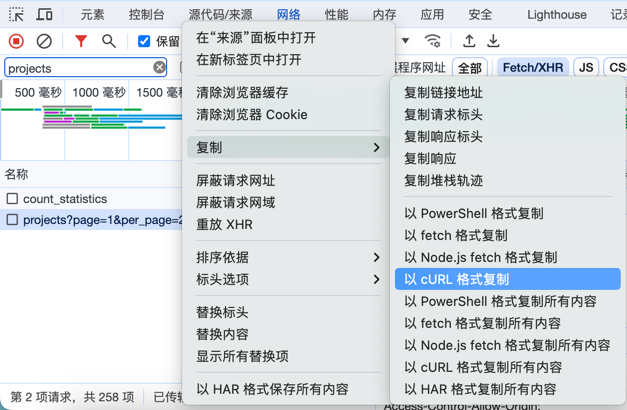 元素 控制台 源代码/来源 网络 性能 内存 应用 安全 Lighthouse
保留
projects
程序网址 全部 Fetch/XHR JS
500 毫秒 1000 毫秒 1500 毫
名称
count_statistics
projects?page=1&per_page=2
第 2 项请求，共 258 项 已传
在“来源”面板中打开
在新标签页中打开
清除浏览器缓存
清除浏览器 Cookie
复制
屏蔽请求网址
屏蔽请求网域
重放 XHR
排序依据
标头选项
替换标头
替换内容
显示所有替换项
以 HAR 格式保存所有内容
复制链接地址
复制请求标头
复制响应标头
复制响应
复制堆栈轨迹
以 PowerShell 格式复制
以 fetch 格式复制
以 Node.js fetch 格式复制
以 cURL 格式复制
以 PowerShell 格式复制所有内容
以 fetch 格式复制所有内容
以 Node.js fetch 格式复制所有内容
以 cURL 格式复制所有内容
以 HAR 格式复制所有内容
Access-Control-Allow-Origin: